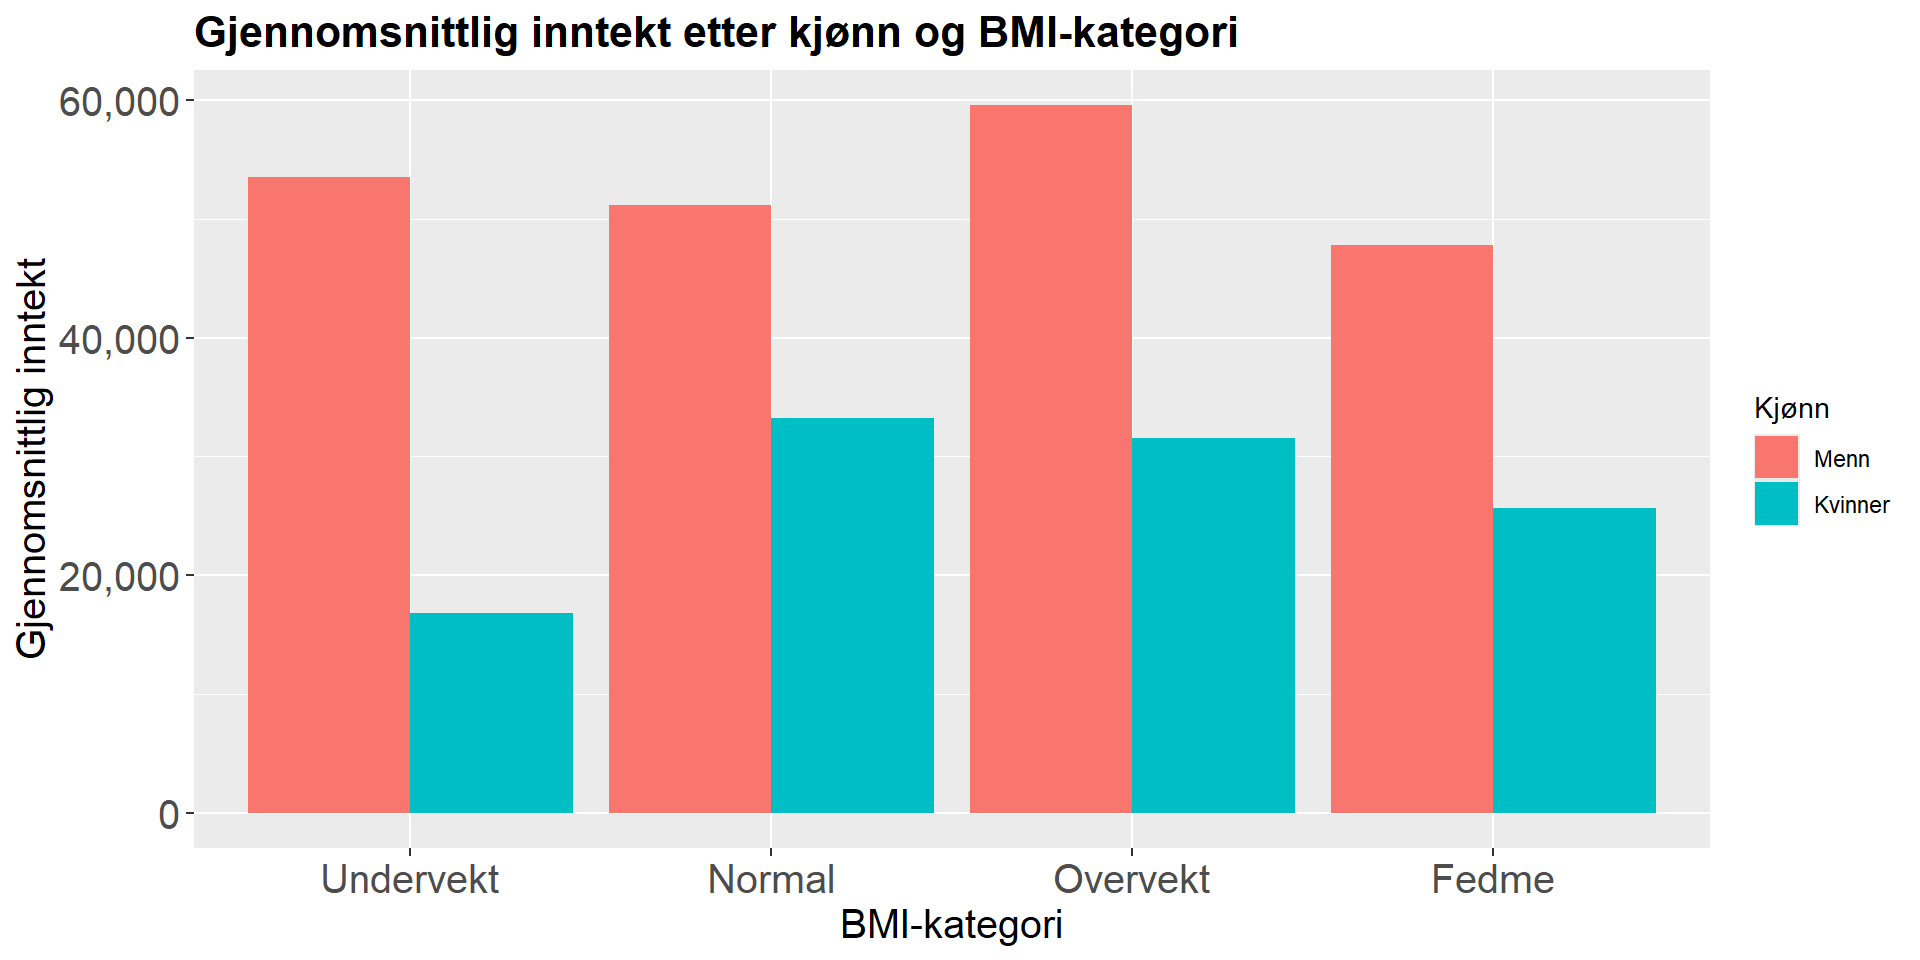 Gjennomsnittlig inntekt etter kjønn og BMI-kategori
Gjennomsnittlig inntekt
60,000
40,000
20,000
0
Undervekt
Normal
Overvekt
Fedme
BMI-kategori
Kjønn
Menn
Kvinner